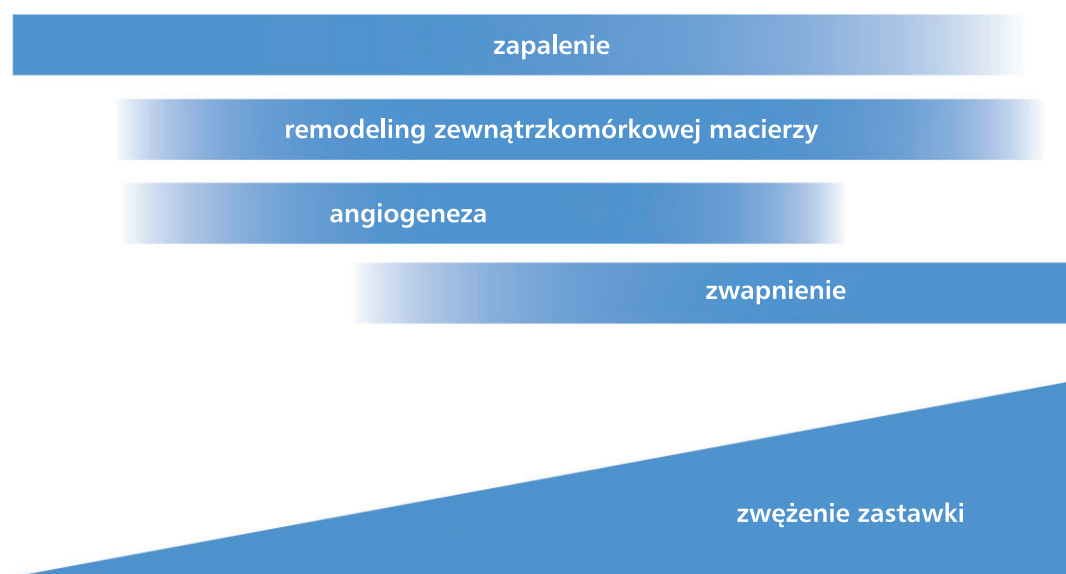 zapalenie
remodeling zewnątrzkomórkowej macierzy
angiogeneza
zwapnienie
zwężenie zastawki